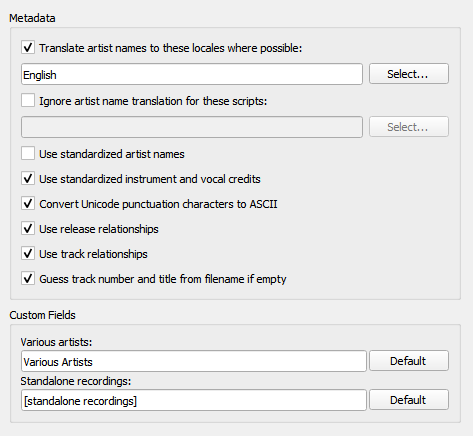 Metadata
Translate artist names to these locales where possible:
English
Select...
Ignore artist name translation for these scripts:
Select...
Use standardized artist names
Use standardized instrument and vocal credits
Convert Unicode punctuation characters to ASCII
Use release relationships
Use track relationships
Guess track number and title from filename if empty
Custom Fields
Various artists:
Various Artists
Default
Standalone recordings:
[standalone recordings]
Default